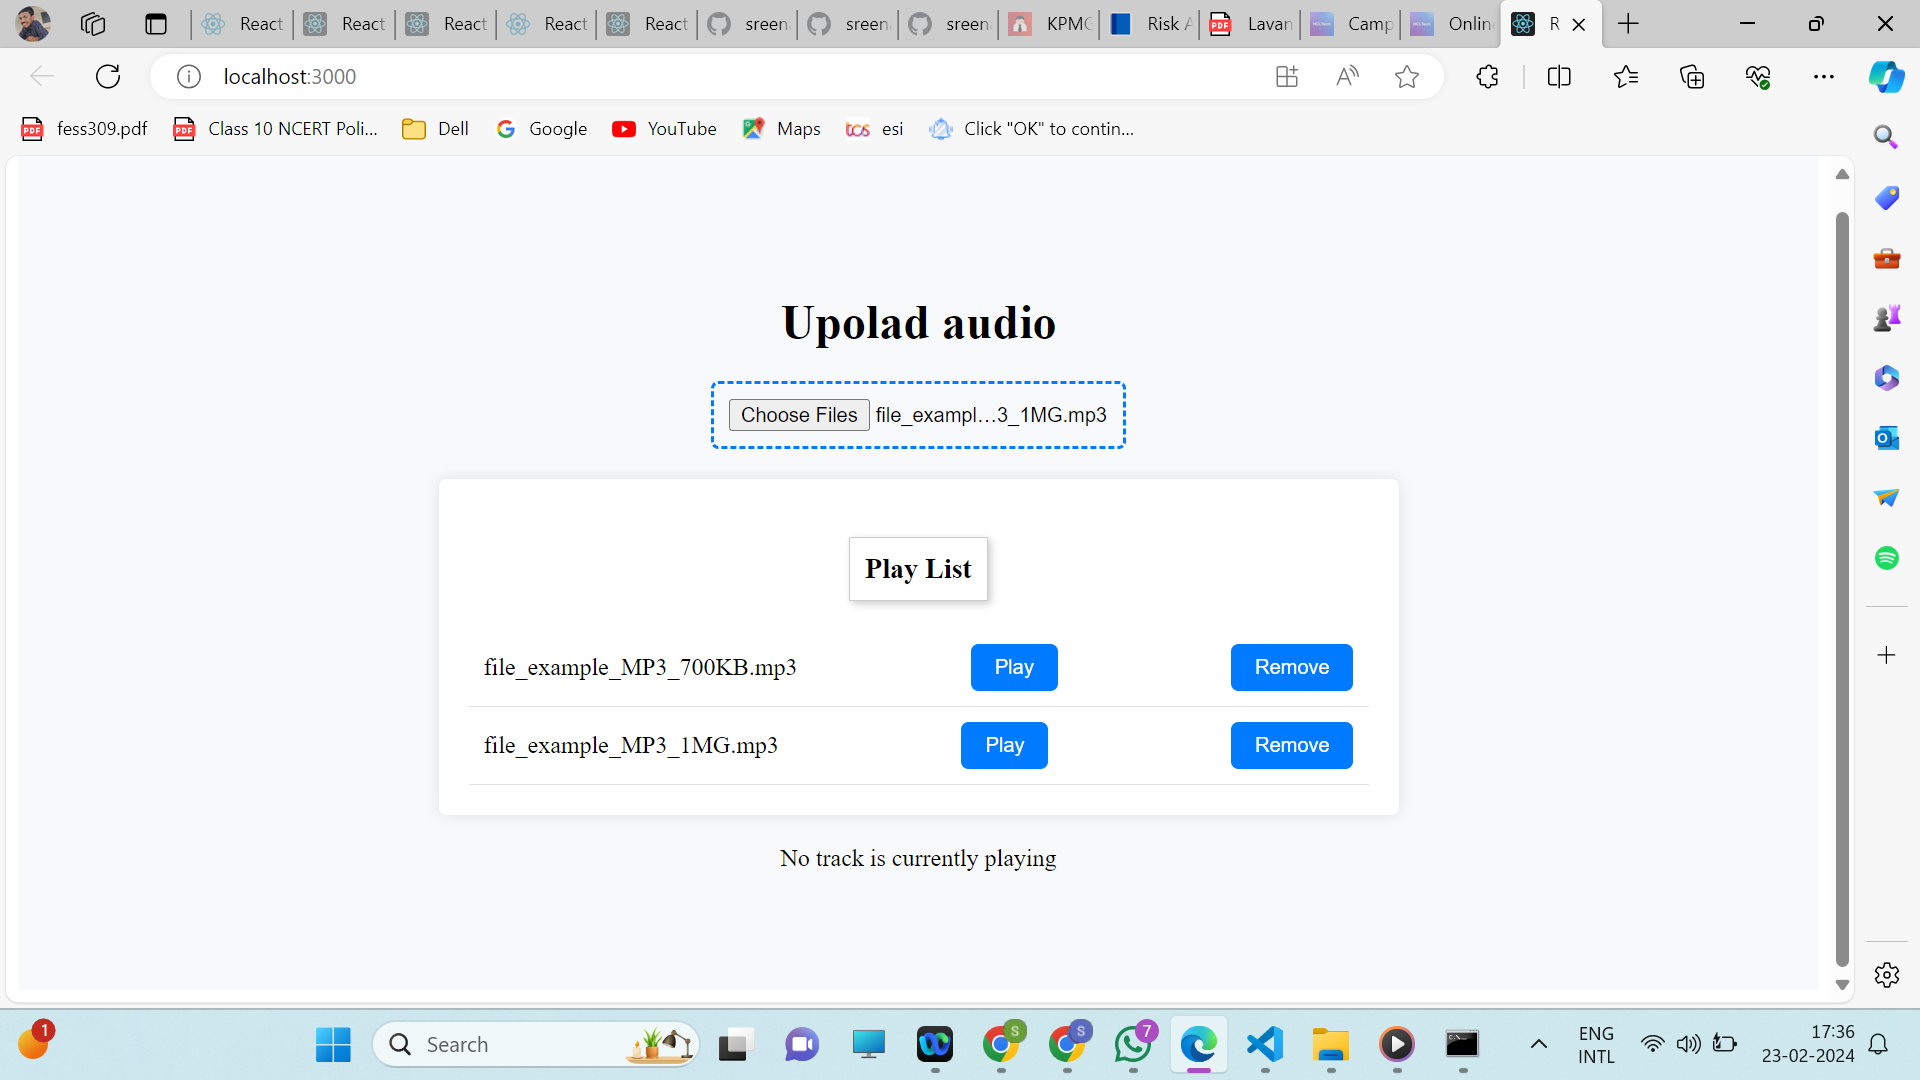 React
React
React
React
React
sreen
sreen
sreen
KPMG
Risk A
Lavan
Camp
Onlin
R
localhost:3000
fess309.pdf
Class 10 NCERT Poli...
Dell
Google
YouTube
Maps
tcs
esi
Click "OK" to contin...
Upolad audio
Choose Files file_exampl...3_1MG.mp3
Play List
file_example_MP3_700KB.mp3 Play Remove
file_example_MP3_1MG.mp3 Play Remove
No track is currently playing
1
Search
S
S
7
ENG
INTL
17:36
23-02-2024